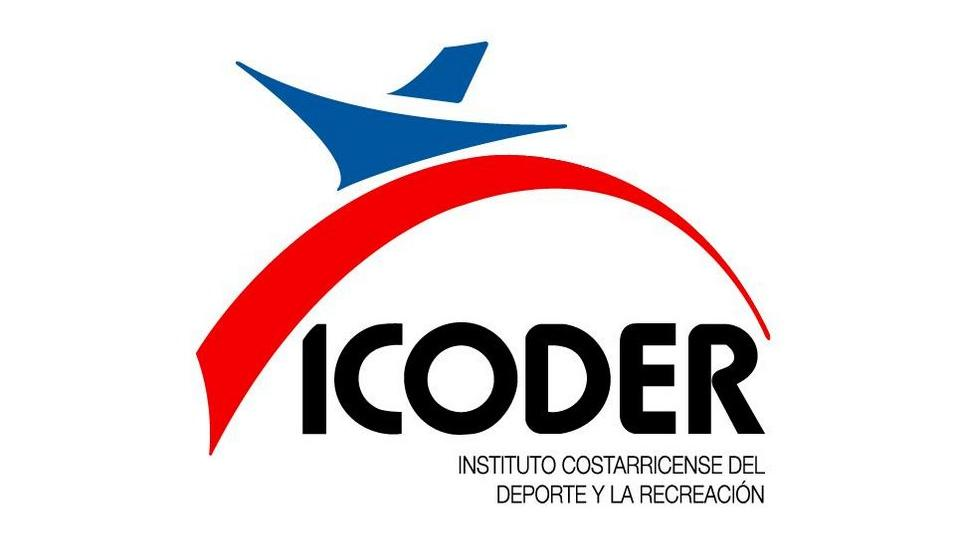 ICODER
INSTITUTO COSTARRICENSE DEL
DEPORTE Y LA RECREACIÓN